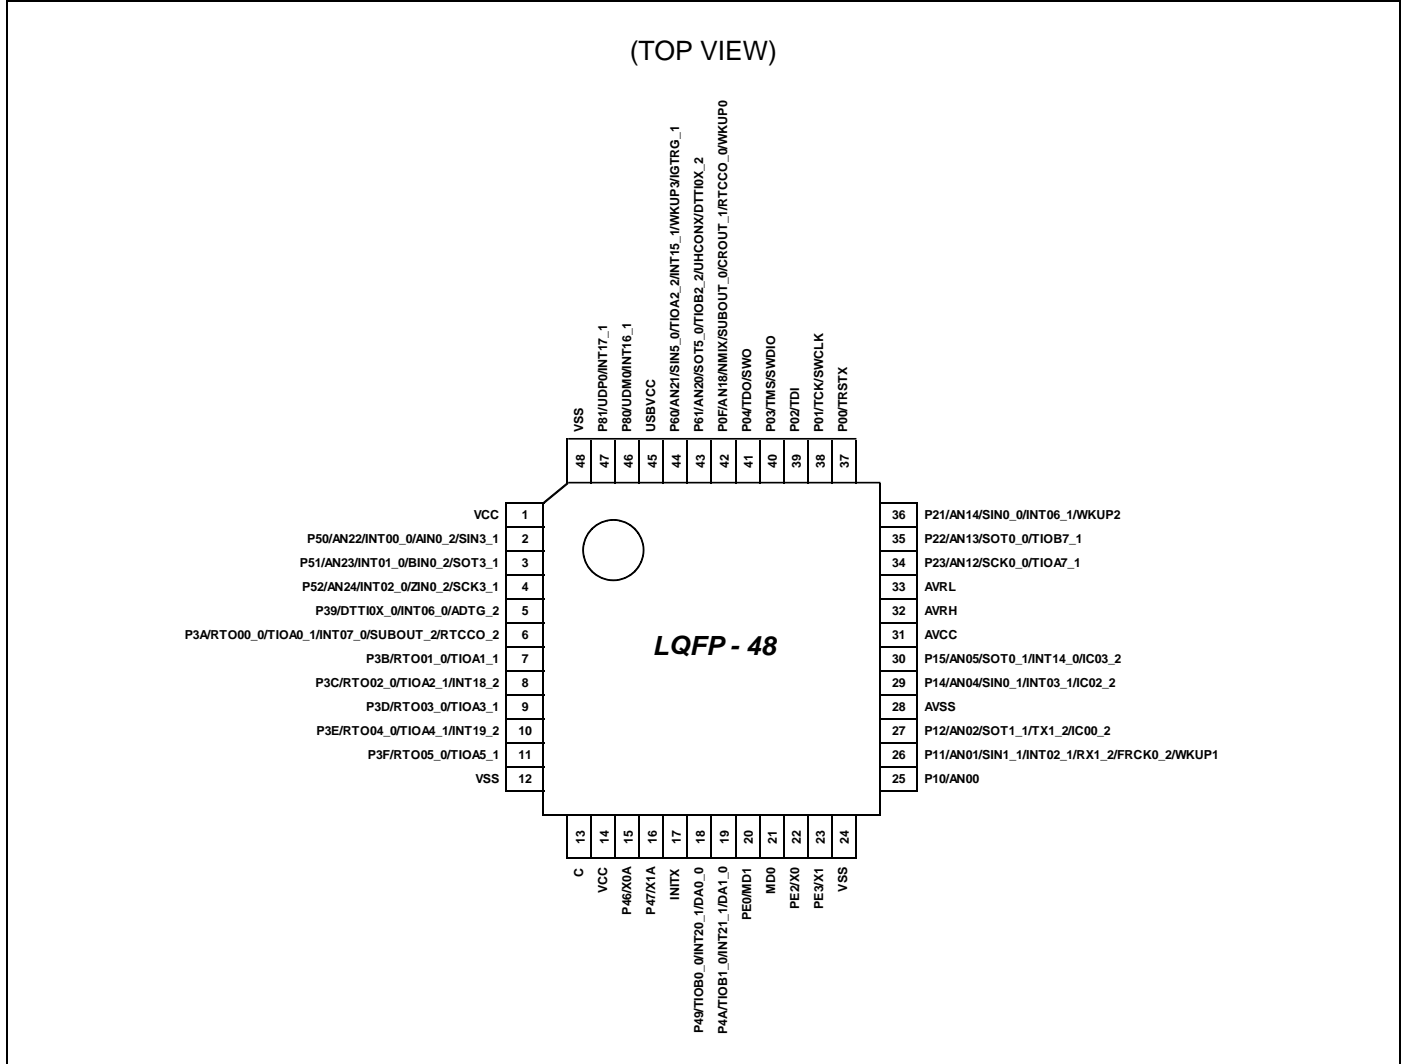 (TOP VIEW)
VSS
P81/UDP0/INT17_1
P80/UDM0/INT16_1
USBVCC
P60/AN21/SIN5_0/TIOA2_2/INT15_1/WKUP3/IGTRG_1
P61/AN20/SOT5_0/TIOB2_2/UHCONX/DTTI0X_2
P0F/AN18/NMIX/SUBOUT_0/CROUT_1/RTCCO_0/WKUP0
P04/TDO/SWO
P03/TMS/SWDIO
P02/TDI
P01/TCK/SWCLK
P00/TRSTX
48 47 46 45 44 43 42 41 40 39 38 37
VCC 1
P50/AN22/INT00_0/AIN0_2/SIN3_1 2
P51/AN23/INT01_0/BIN0_2/SOT3_1 3
P52/AN24/INT02_0/ZIN0_2/SCK3_1 4
P39/DTTI0X_0/INT06_0/ADTG_2 5
P3A/RTO00_0/TIOA0_1/INT07_0/SUBOUT_2/RTCCO_2 6
P3B/RTO01_0/TIOA1_1 7
P3C/RTO02_0/TIOA2_1/INT18_2 8
P3D/RTO03_0/TIOA3_1 9
P3E/RTO04_0/TIOA4_1/INT19_2 10
P3F/RTO05_0/TIOA5_1 11
VSS 12
LQFP - 48
36 P21/AN14/SIN0_0/INT06_1/WKUP2
35 P22/AN13/SOT0_0/TIOB7_1
34 P23/AN12/SCK0_0/TIOA7_1
33 AVRL
32 AVRH
31 AVCC
30 P15/AN05/SOT0_1/INT14_0/IC03_2
29 P14/AN04/SIN0_1/INT03_1/IC02_2
28 AVSS
27 P12/AN02/SOT1_1/TX1_2/IC00_2
26 P11/AN01/SIN1_1/INT02_1/RX1_2/FRCK0_2/WKUP1
25 P10/AN00
13 14 15 16 17 18 19 20 21 22 23 24
C
VCC
P46/X0A
P47/X1A
INITX
P49/TIOB0_0/INT20_1/DA0_0
P4A/TIOB1_0/INT21_1/DA1_0
PE0/MD1
MD0
PE2/X0
PE3/X1
VSS